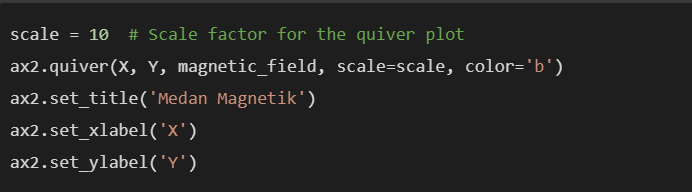 scale = 10  # Scale factor for the quiver plot
ax2.quiver(X, Y, magnetic_field, scale=scale, color='b')
ax2.set_title('Medan Magnetik')
ax2.set_xlabel('X')
ax2.set_ylabel('Y')